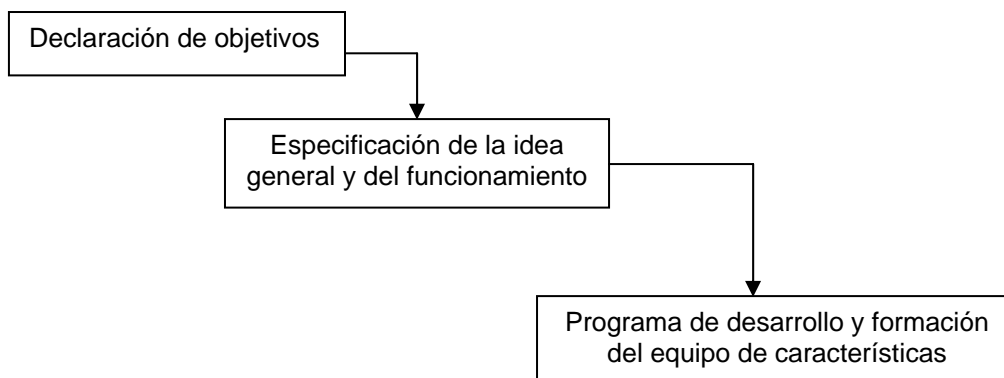 Declaración de objetivos
Especificación de la idea
general y del funcionamiento
Programa de desarrollo y formación
del equipo de características